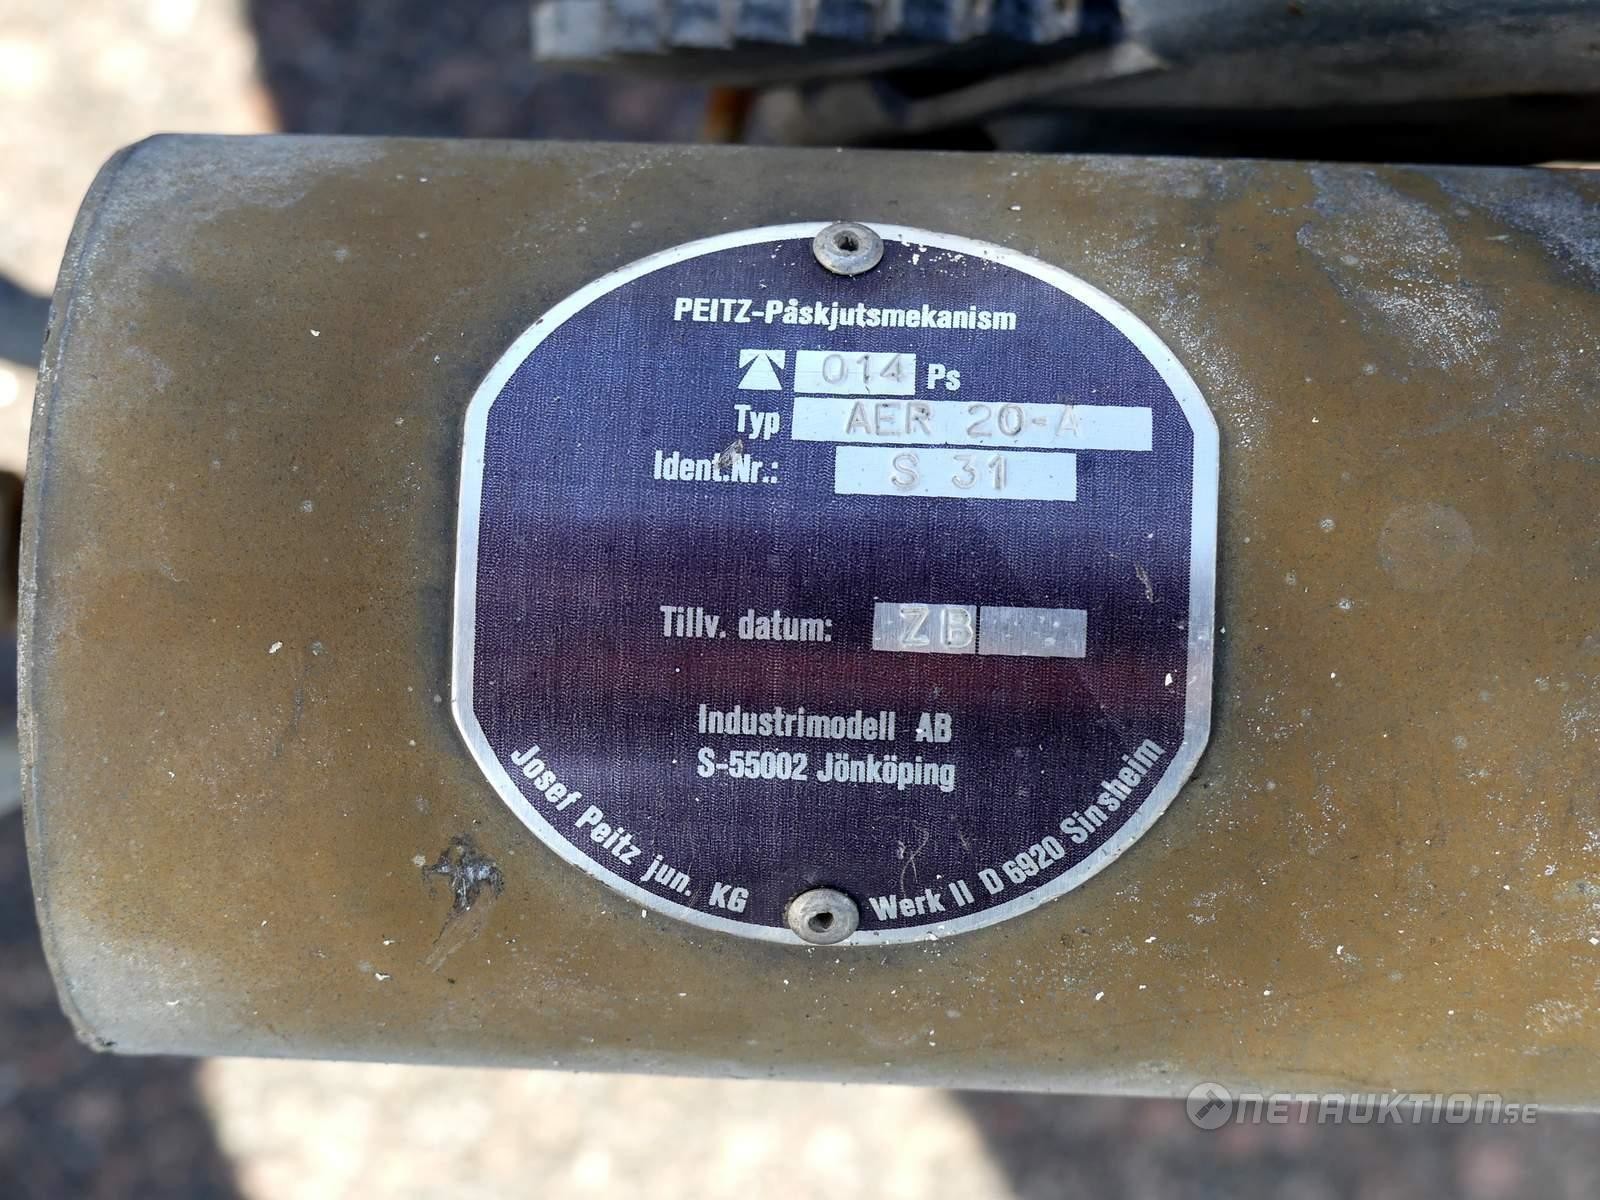 PEITZ-Påskjutsmekanism
014 Ps
Typ AER 20-A
Ident.Nr.: S 31
Tillv. datum: ZB
Industrimodell AB
S-55002 Jönköping
Josef Peitz jun. KG Werk II D 6920 Sinsheim
NETAUKTION.SE